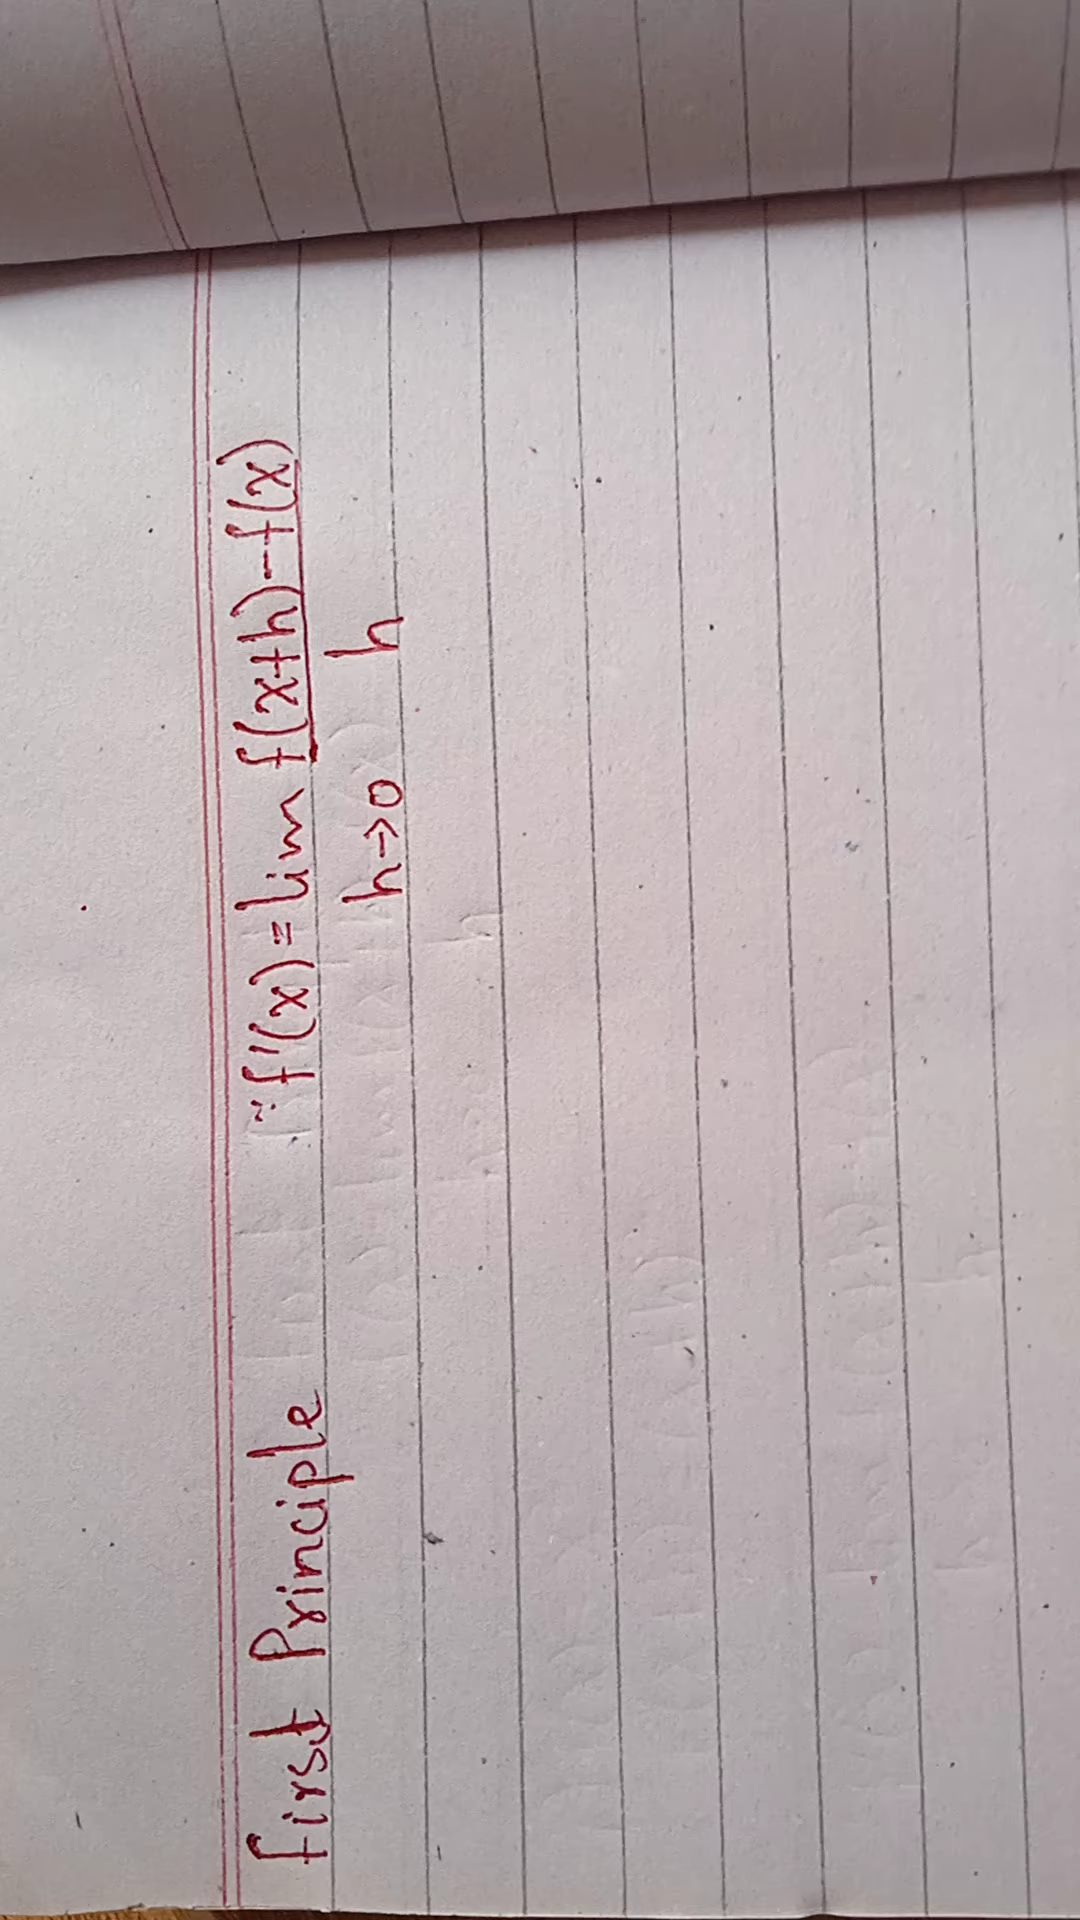 first Principle ∵ f'(x) = lim f(x+h)-f(x)
h→0 h